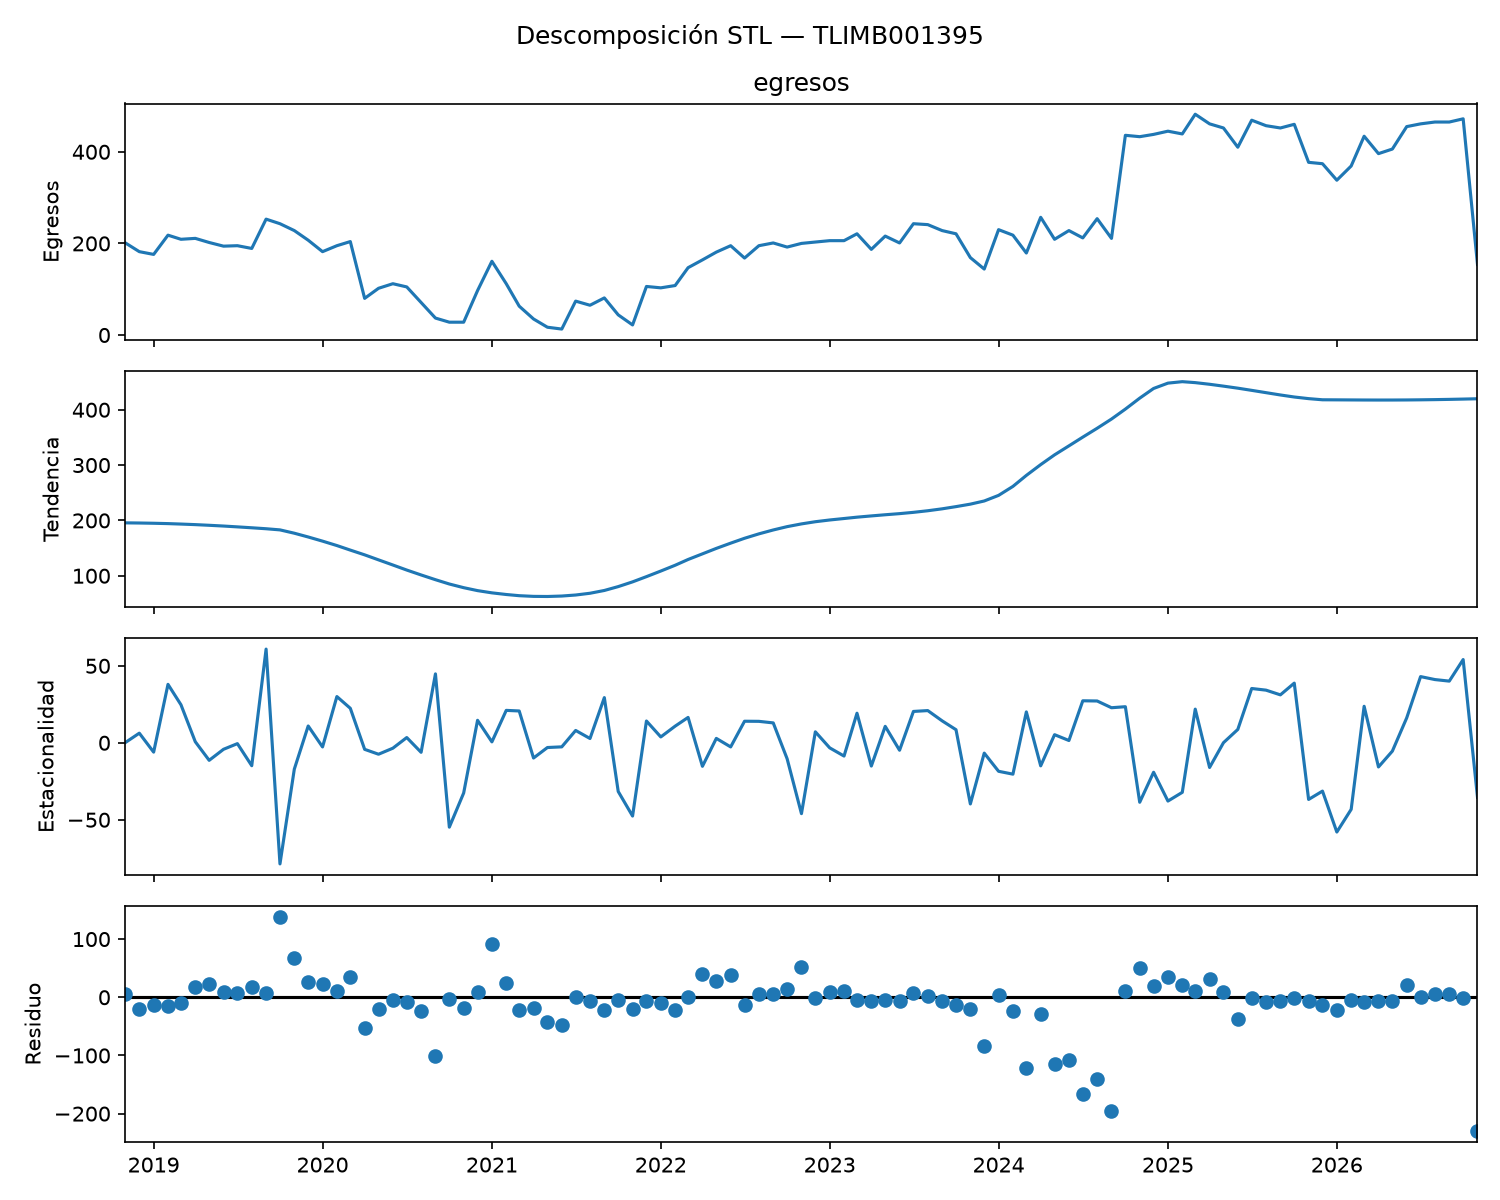 Descomposición STL — TLIMB001395
egresos
Egresos
400
200
0
Tendencia
400
300
200
100
Estacionalidad
50
0
−50
Residuo
100
0
−100
−200
2019 2020 2021 2022 2023 2024 2025 2026